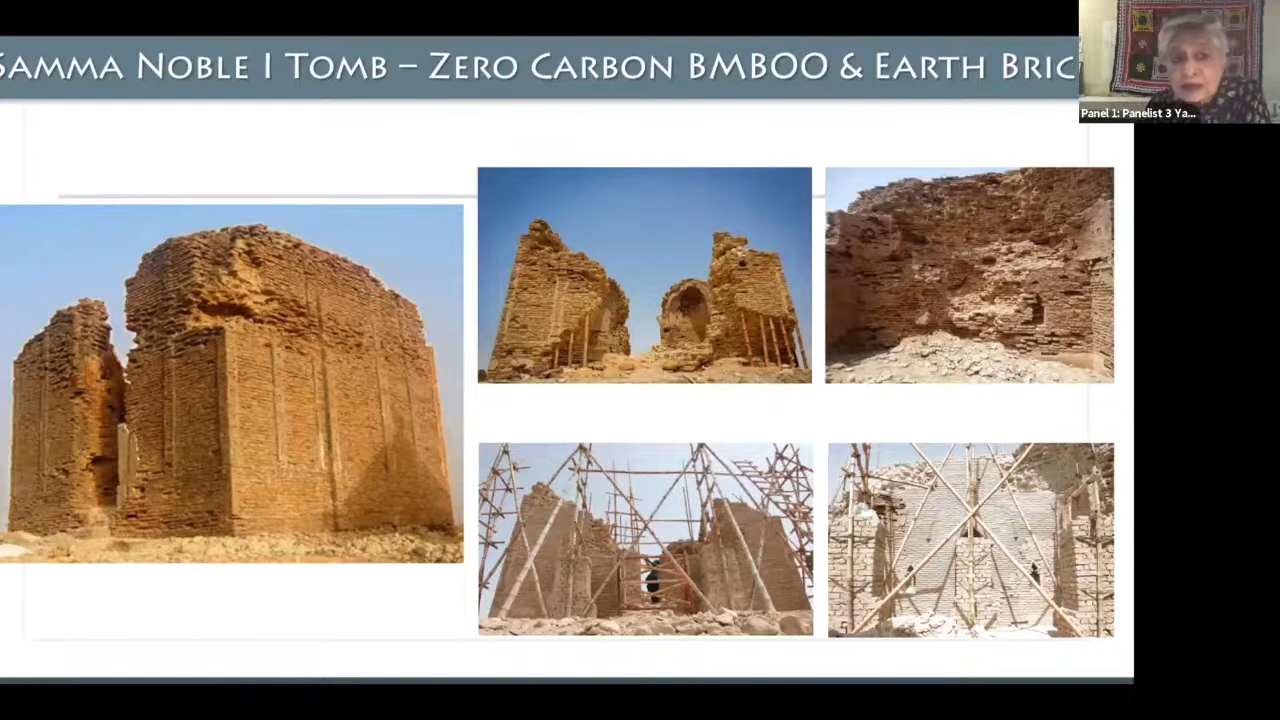 SAMMA NOBLE I TOMB – ZERO CARBON BMBOO & EARTH BRIC
Panel 1: Panelist 3 Ya...